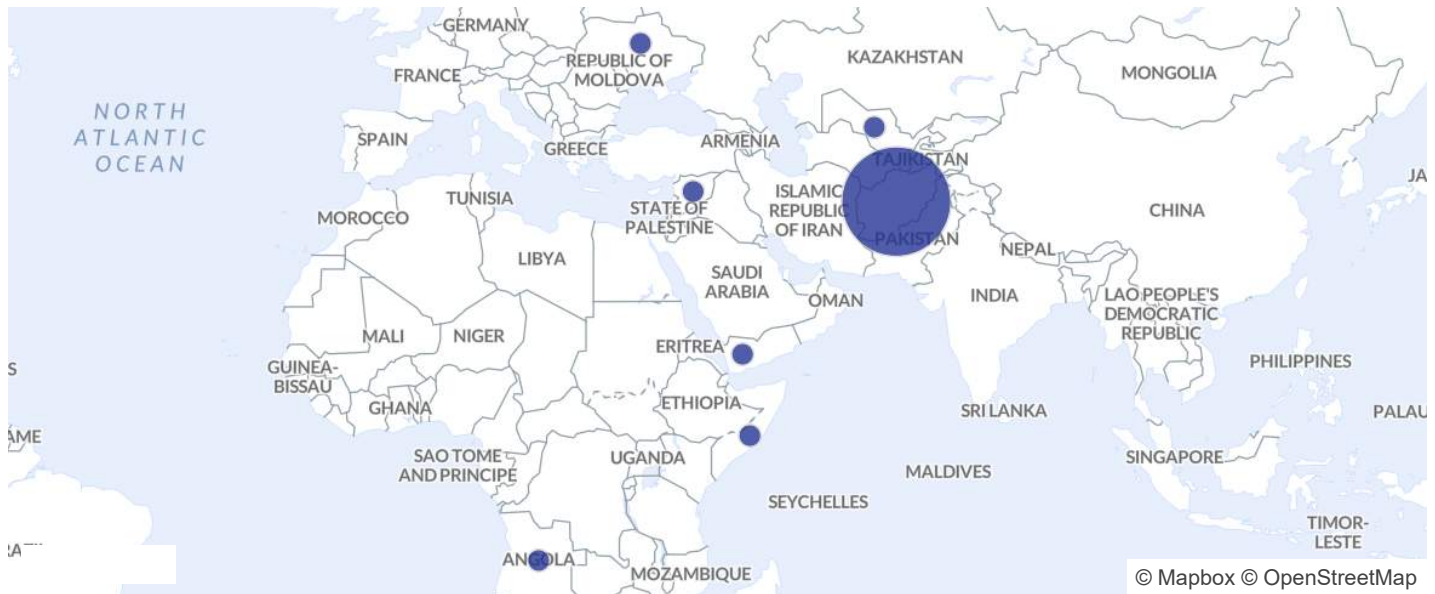 GERMANY
KAZAKHSTAN
REPUBLIC OF
MOLDOVA
FRANCE
MONGOLIA
NORTH
ATLANTIC
OCEAN
SPAIN
ARMENIA
GREECE
TAJIKISTAN
JA
TUNISIA
ISLAMIC
REPUBLIC
OF IRAN
MOROCCO
STATE OF
PALESTINE
CHINA
PAKISTAN
NEPAL
LIBYA
SAUDI
ARABIA
OMAN
INDIA
LAO PEOPLE'S
DEMOCRATIC
REPUBLIC
MALI
NIGER
ERITREA
GUINEA-
BISSAU
PHILIPPINES
S
GHANA
ETHIOPIA
SRI LANKA
PALAU
AME
SAO TOME
AND PRINCIPE
UGANDA
SINGAPORE
MALDIVES
SEYCHELLES
TIMOR-
LESTE
ANGOLA
MOZAMBIQUE
© Mapbox © OpenStreetMap